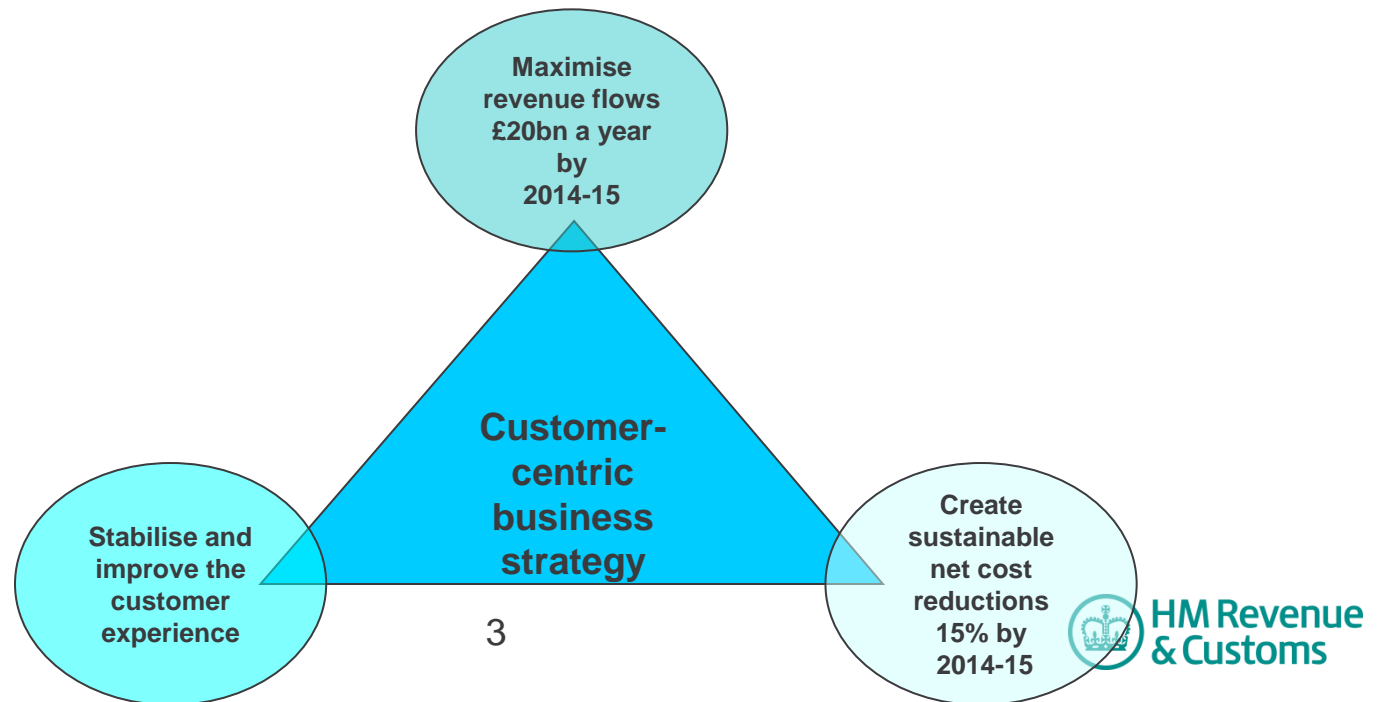 Maximise
revenue flows
£20bn a year
by
2014-15
Customer-
centric
business
strategy
Stabilise and
improve the
customer
experience
Create
sustainable
net cost
reductions
15% by
2014-15
3
HM Revenue
& Customs